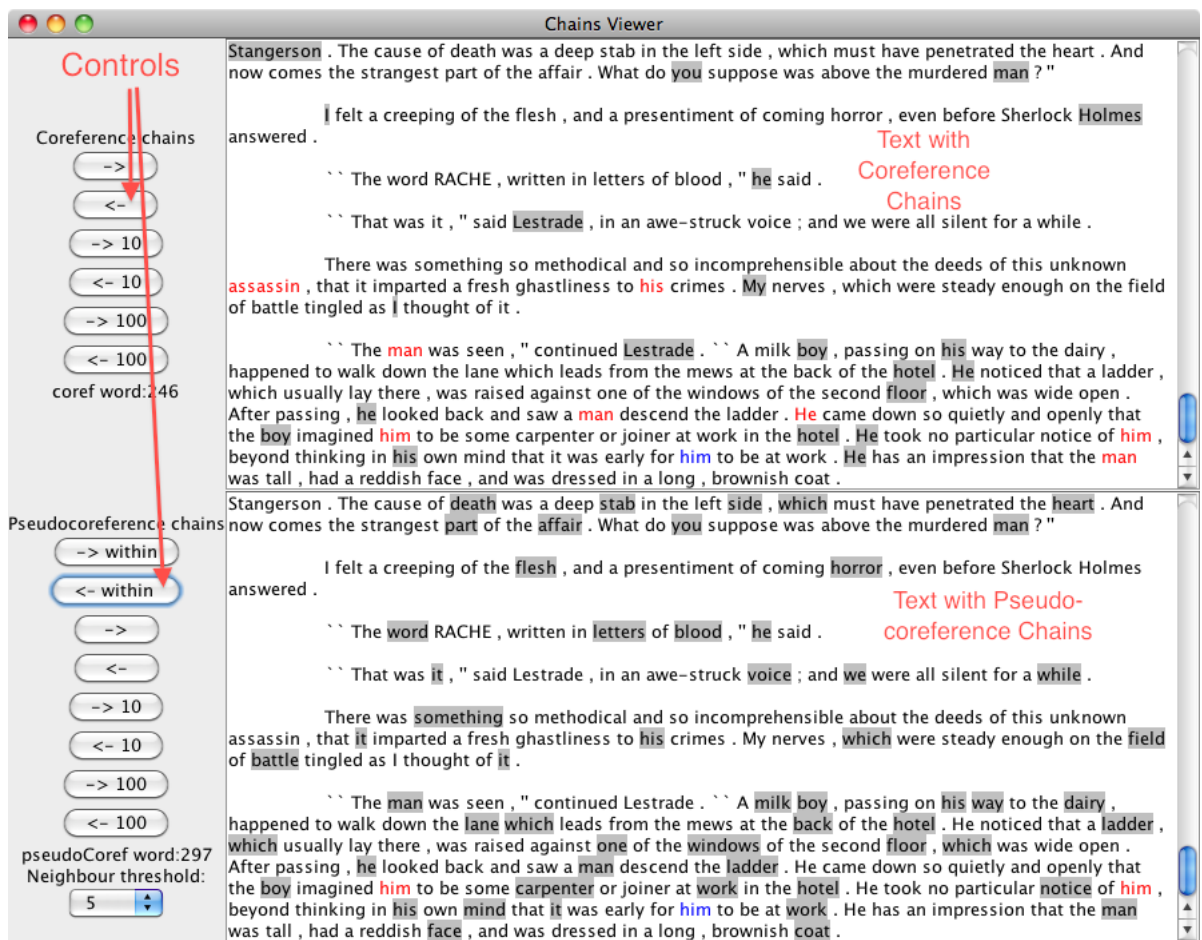 Chains Viewer
Controls
Coreference chains
->
<-
-> 10
<- 10
-> 100
<- 100
coref word:246
Stangerson . The cause of death was a deep stab in the left side , which must have penetrated the heart . And
now comes the strangest part of the affair . What do you suppose was above the murdered man ? "
I felt a creeping of the flesh , and a presentiment of coming horror , even before Sherlock Holmes
answered .
Text with
Coreference
Chains
` ` The word RACHE , written in letters of blood , " he said .
` ` That was it , " said Lestrade , in an awe-struck voice ; and we were all silent for a while .
There was something so methodical and so incomprehensible about the deeds of this unknown
assassin , that it imparted a fresh ghastliness to his crimes . My nerves , which were steady enough on the field
of battle tingled as I thought of it .
` ` The man was seen , " continued Lestrade . ` ` A milk boy , passing on his way to the dairy ,
happened to walk down the lane which leads from the mews at the back of the hotel . He noticed that a ladder ,
which usually lay there , was raised against one of the windows of the second floor , which was wide open .
After passing , he looked back and saw a man descend the ladder . He came down so quietly and openly that
the boy imagined him to be some carpenter or joiner at work in the hotel . He took no particular notice of him ,
beyond thinking in his own mind that it was early for him to be at work . He has an impression that the man
was tall , had a reddish face , and was dressed in a long , brownish coat .
Pseudocoreference chains
-> within
<- within
->
<-
-> 10
<- 10
-> 100
<- 100
pseudoCoref word:297
Neighbour threshold:
5
Stangerson . The cause of death was a deep stab in the left side , which must have penetrated the heart . And
now comes the strangest part of the affair . What do you suppose was above the murdered man ? "
I felt a creeping of the flesh , and a presentiment of coming horror , even before Sherlock Holmes
answered .
Text with Pseudo-
coreference Chains
` ` The word RACHE , written in letters of blood , " he said .
` ` That was it , " said Lestrade , in an awe-struck voice ; and we were all silent for a while .
There was something so methodical and so incomprehensible about the deeds of this unknown
assassin , that it imparted a fresh ghastliness to his crimes . My nerves , which were steady enough on the field
of battle tingled as I thought of it .
` ` The man was seen , " continued Lestrade . ` ` A milk boy , passing on his way to the dairy ,
happened to walk down the lane which leads from the mews at the back of the hotel . He noticed that a ladder ,
which usually lay there , was raised against one of the windows of the second floor , which was wide open .
After passing , he looked back and saw a man descend the ladder . He came down so quietly and openly that
the boy imagined him to be some carpenter or joiner at work in the hotel . He took no particular notice of him ,
beyond thinking in his own mind that it was early for him to be at work . He has an impression that the man
was tall , had a reddish face , and was dressed in a long , brownish coat .